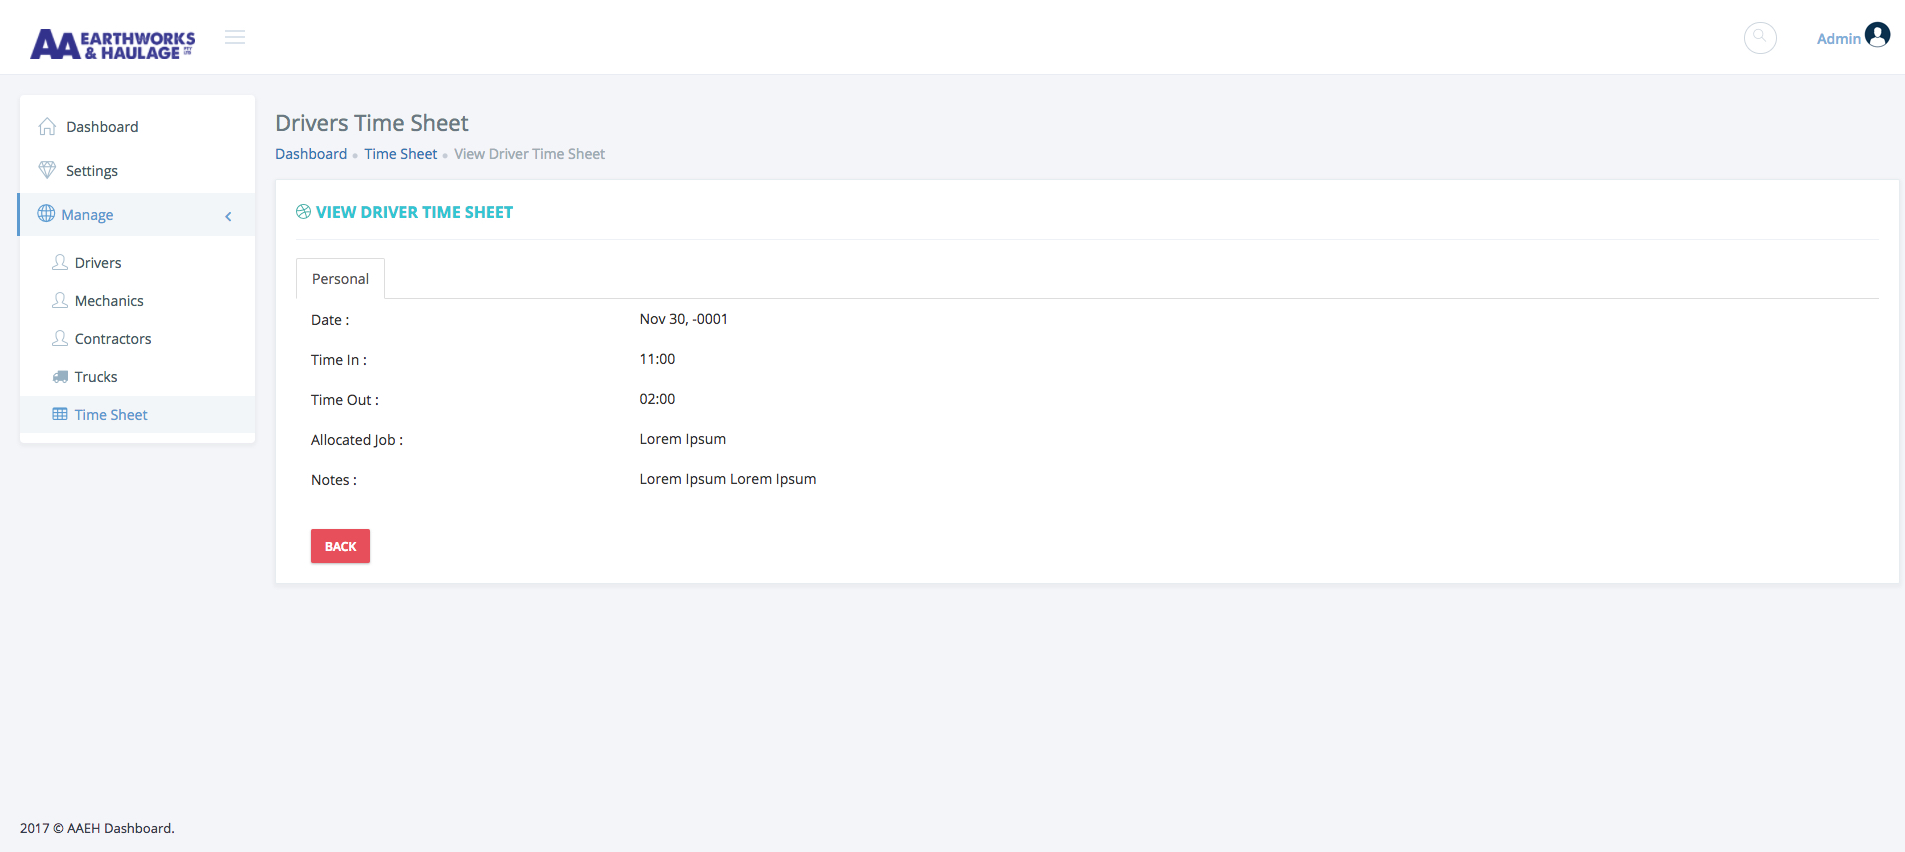 AA EARTHWORKS & HAULAGE PTY LTD
Admin
Dashboard
Settings
Manage
Drivers
Mechanics
Contractors
Trucks
Time Sheet
Drivers Time Sheet
Dashboard Time Sheet View Driver Time Sheet
VIEW DRIVER TIME SHEET
Personal
Date : Nov 30, -0001
Time In : 11:00
Time Out : 02:00
Allocated Job : Lorem Ipsum
Notes : Lorem Ipsum Lorem Ipsum
BACK
2017 © AAEH Dashboard.